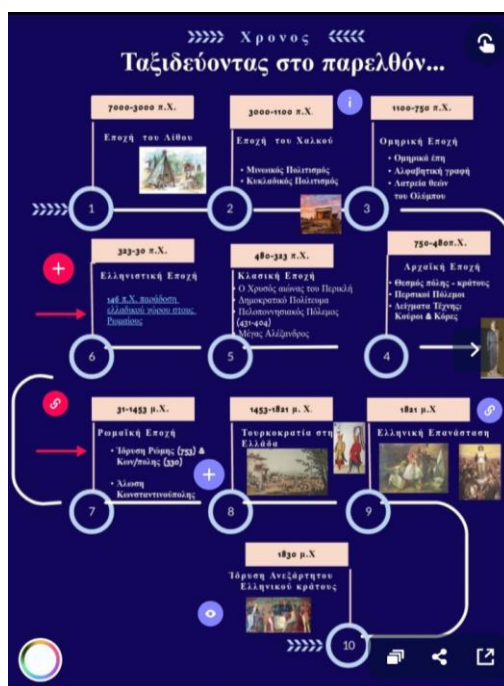 Χρονος
Ταξιδεύοντας στο παρελθόν...
7000-3000 π.Χ.
Εποχή του Λίθου
1
3000-1100 π.Χ.
Εποχή του Χαλκού
• Μινωικός Πολιτισμός
• Κυκλαδικός Πολιτισμός
2
1100-750 π.Χ.
Ομηρική Εποχή
• Ομηρικά έπη
• Αλφαβητική γραφή
• Λατρεία θεών
του Ολύμπου
3
750-480π.Χ.
Αρχαϊκή Εποχή
• Θεσμός πόλης - κράτους
• Περσικοί Πόλεμοι
• Δείγματα Τέχνης:
Κούροι & Κόρες
4
480-323 π.Χ.
Κλασική Εποχή
• Ο Χρυσός αιώνας του Περικλή
• Δημοκρατικό Πολίτευμα
• Πελοποννησιακός Πόλεμος
(431-404)
• Μέγας Αλέξανδρος
5
323-30 π.Χ.
Ελληνιστική Εποχή
146 π.Χ. παράδοση
ελλαδικού χώρου στους
Ρωμαίους
6
31-1453 μ.Χ.
Ρωμαϊκή Εποχή
• Ίδρυση Ρώμης (753) &
Κων/πολης (330)
• Άλωση
Κωνσταντινούπολης
7
1453-1821 μ.Χ.
Τουρκοκρατία στη
Ελλάδα
8
1821 μ.Χ
Ελληνική Επανάσταση
9
1830 μ.Χ
Ίδρυση Ανεξάρτητου
Ελληνικού κράτους
10